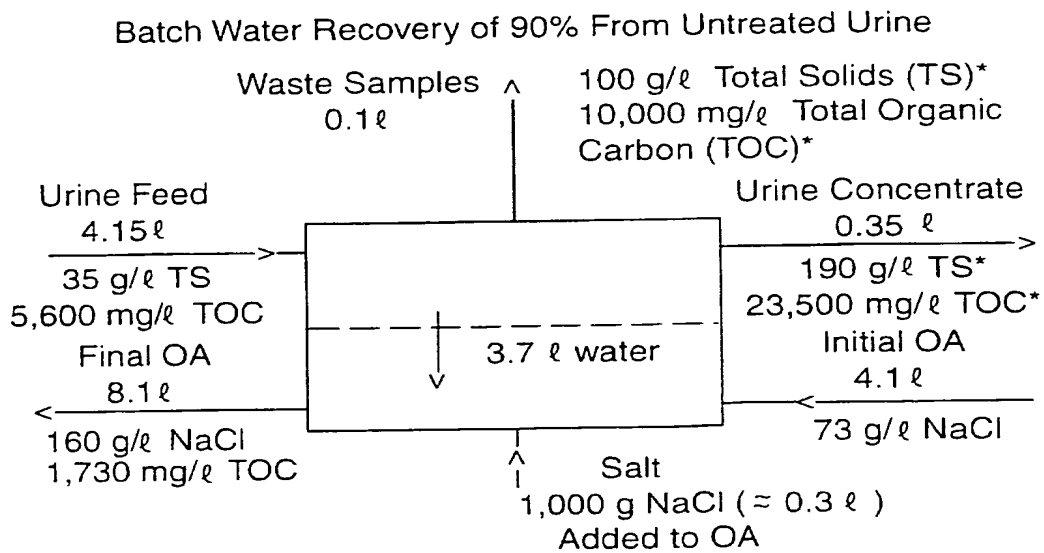 Batch Water Recovery of 90% From Untreated Urine
Waste Samples
0.1ℓ
100 g/ℓ Total Solids (TS)*
10,000 mg/ℓ Total Organic
Carbon (TOC)*
Urine Feed
4.15ℓ
35 g/ℓ TS
5,600 mg/ℓ TOC
Urine Concentrate
0.35 ℓ
190 g/ℓ TS*
23,500 mg/ℓ TOC*
3.7 ℓ water
Final OA
8.1ℓ
160 g/ℓ NaCl
1,730 mg/ℓ TOC
Initial OA
4.1 ℓ
73 g/ℓ NaCl
Salt
1,000 g NaCl (≈ 0.3 ℓ)
Added to OA